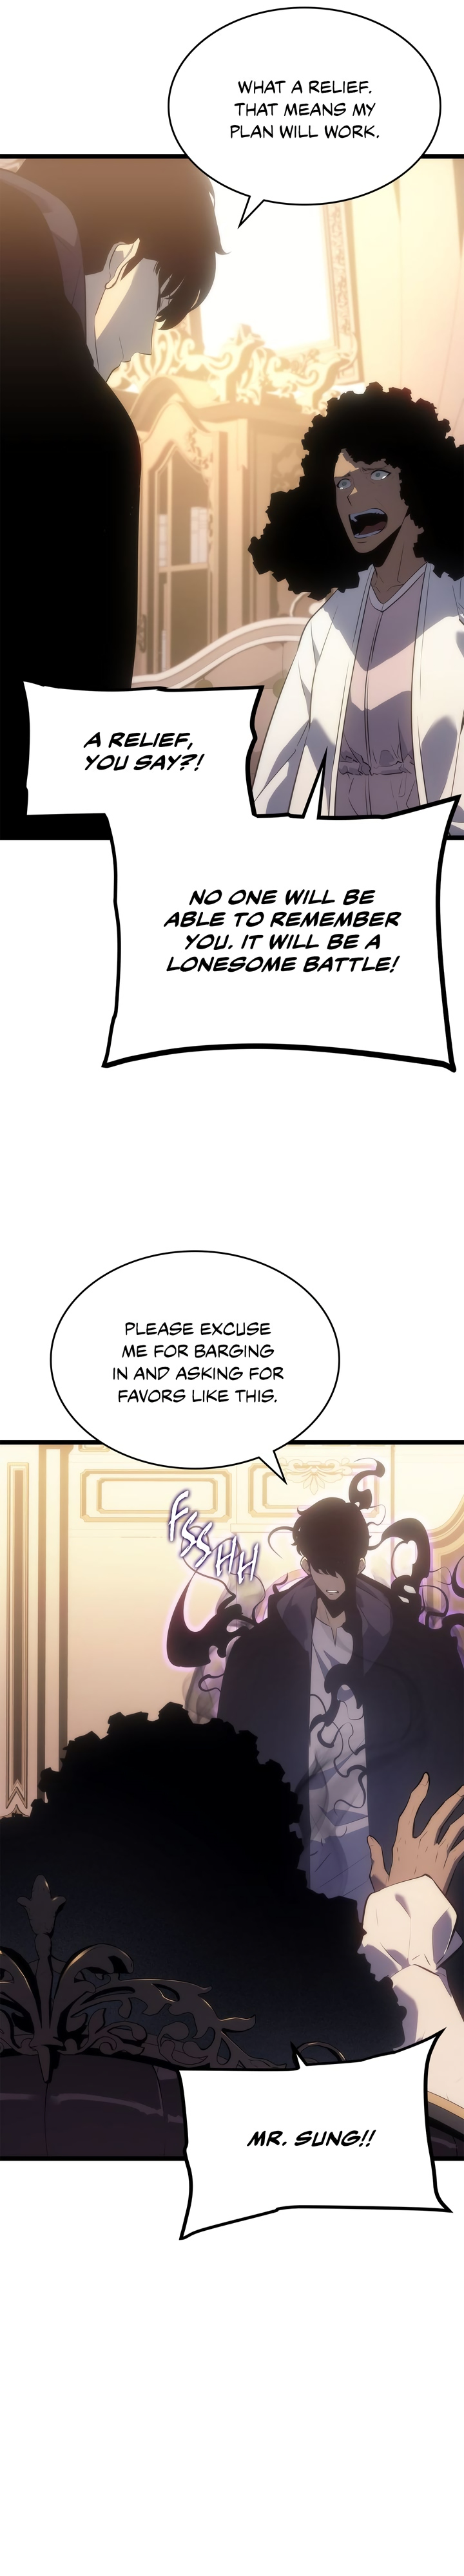 WHAT A RELIEF.
THAT MEANS MY
PLAN WILL WORK.
A RELIEF,
YOU SAY?!
NO ONE WILL BE
ABLE TO REMEMBER
YOU. IT WILL BE A
LONESOME BATTLE!
PLEASE EXCUSE
ME FOR BARGING
IN AND ASKING FOR
FAVORS LIKE THIS.
FSSHH
MR. SUNG!!